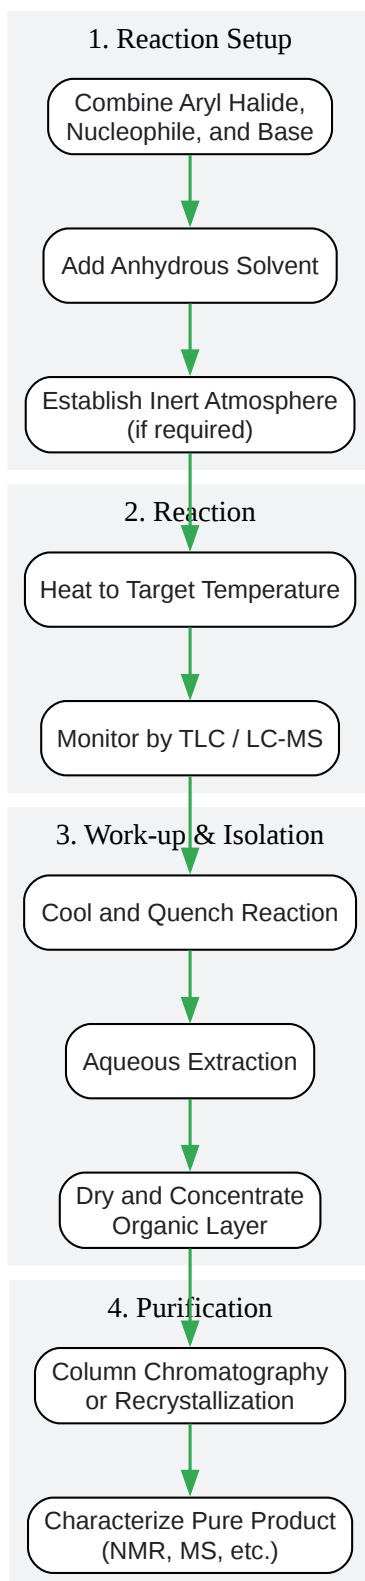 1. Reaction Setup
Combine Aryl Halide,
Nucleophile, and Base
Add Anhydrous Solvent
Establish Inert Atmosphere
(if required)
2. Reaction
Heat to Target Temperature
Monitor by TLC / LC-MS
3. Work-up & Isolation
Cool and Quench Reaction
Aqueous Extraction
Dry and Concentrate
Organic Layer
4. Purification
Column Chromatography
or Recrystallization
Characterize Pure Product
(NMR, MS, etc.)